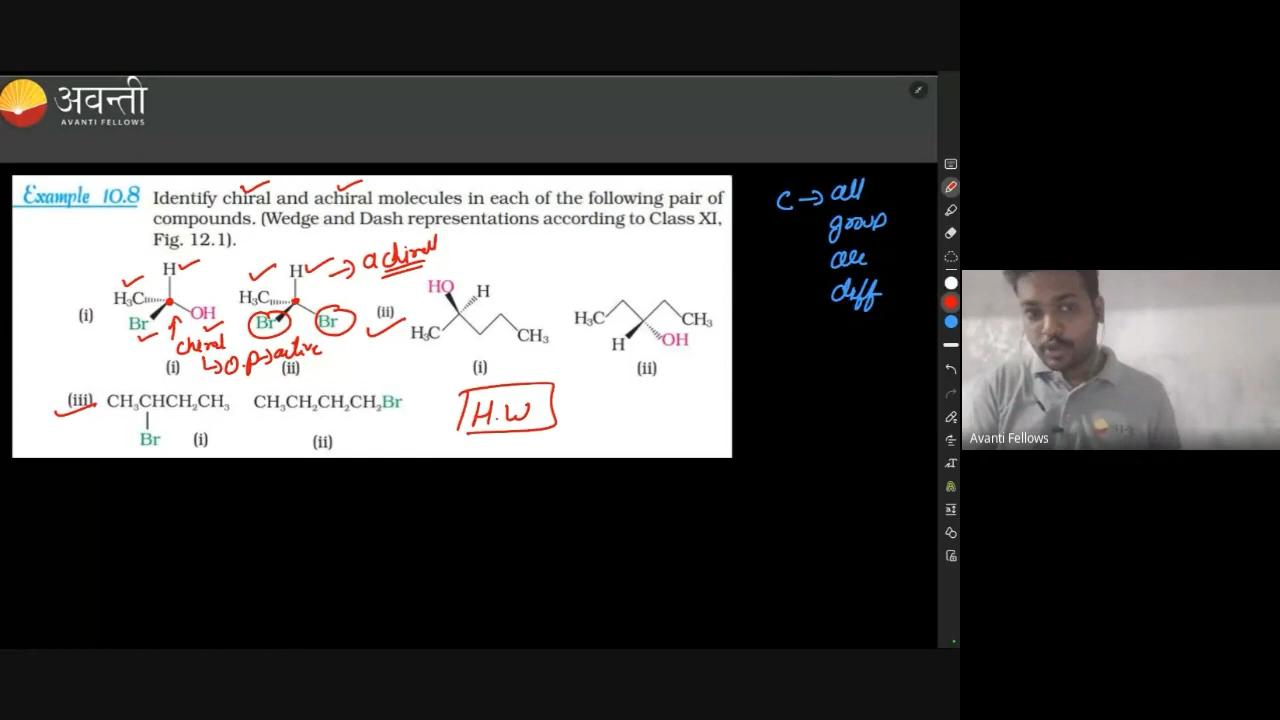 अवन्ती
AVANTI FELLOWS
Example 10.8 Identify chiral and achiral molecules in each of the following pair of
compounds. (Wedge and Dash representations according to Class XI,
Fig. 12.1).
C → all
group
are
diff
achiral
H H HO H
H₃C H₃C H₃C CH₃
(i) OH (ii) H₃C CH₃
Br Br Br H OH
chiral
↳ O.P → active
(i) (ii) (i) (ii)
(iii) CH₃CHCH₂CH₃ CH₃CH₂CH₂CH₂Br
Br (i) (ii)
H.W
Avanti Fellows